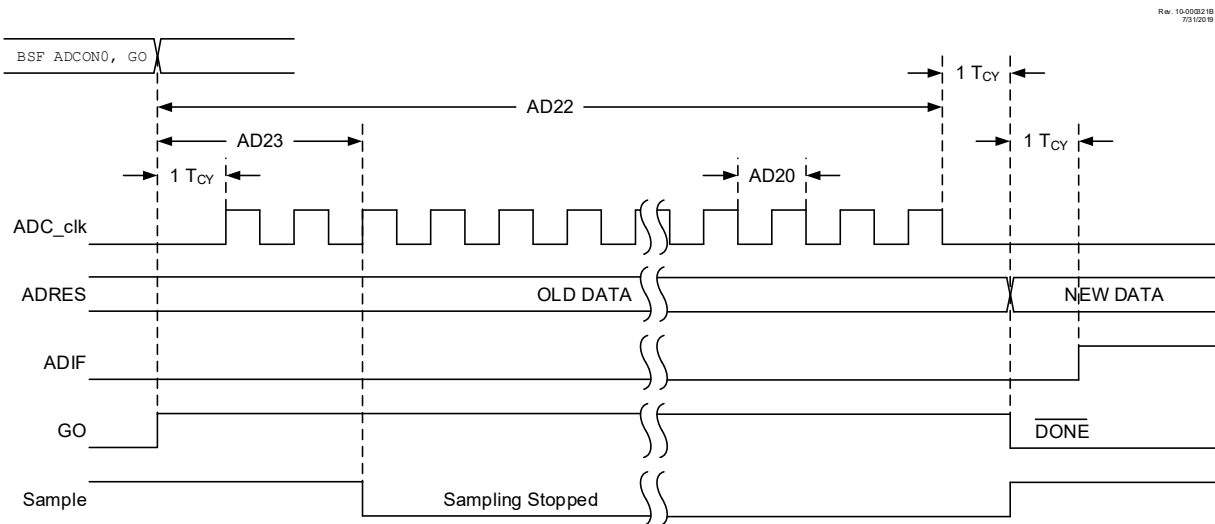 Rev. 10-000321B
7/31/2019
BSF ADCON0, GO
1 TCY
AD22
AD23
1 TCY
1 TCY
AD20
ADC_clk
ADRES
OLD DATA
NEW DATA
ADIF
GO
DONE
Sample
Sampling Stopped